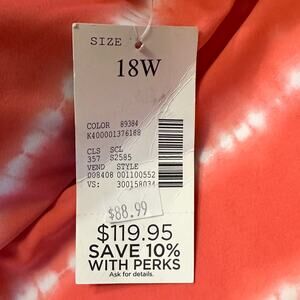 SIZE
18W
COLOR 89384
K400001376188
CLS SCL
357 S2585
VEND STYLE
008408 001100552
VS: 300158034
$88.99
$119.95
SAVE 10%
WITH PERKS
Ask for details.